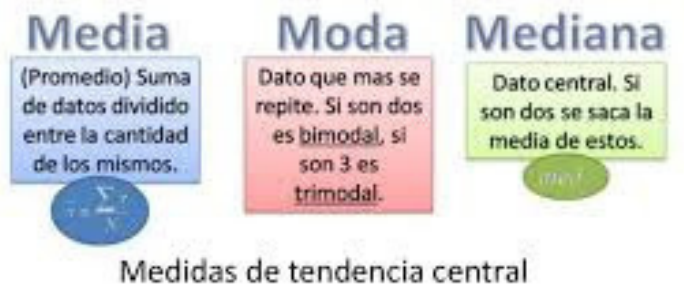 Media
Moda
Mediana
(Promedio) Suma
de datos dividido
entre la cantidad
de los mismos.
Dato que mas se
repite. Si son dos
es bimodal, si
son 3 es
trimodal.
Dato central. Si
son dos se saca la
media de estos.
med
Medidas de tendencia central